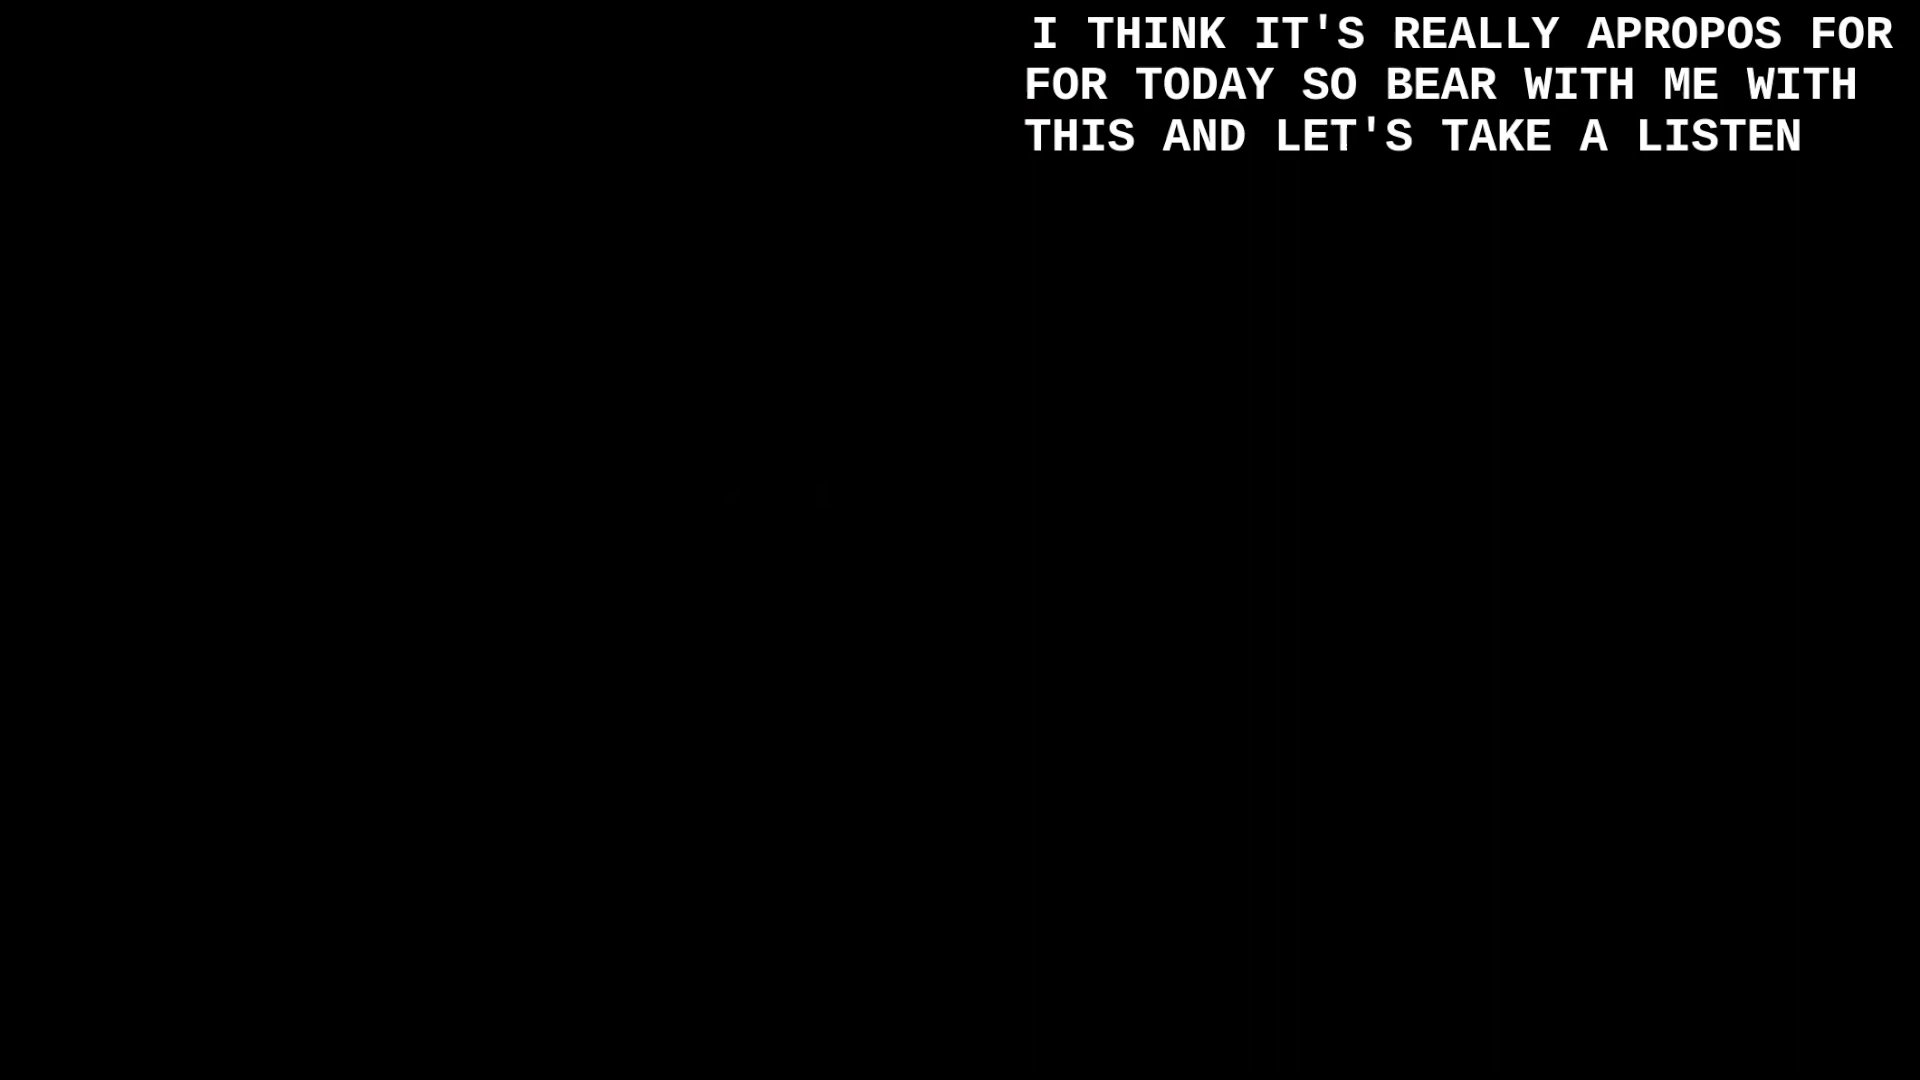 I THINK IT'S REALLY APROPOS FOR
FOR TODAY SO BEAR WITH ME WITH
THIS AND LET'S TAKE A LISTEN